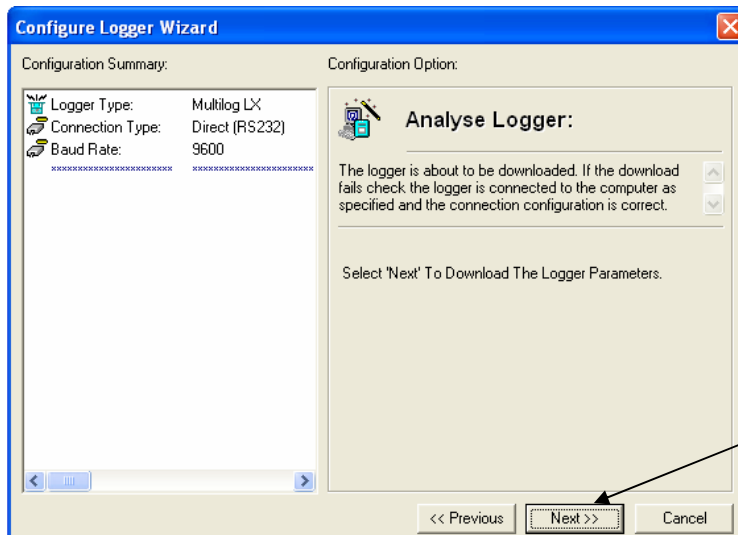 Configure Logger Wizard
Configuration Summary:
Configuration Option:
Logger Type: Multilog LX
Connection Type: Direct (RS232)
Baud Rate: 9600
Analyse Logger:
The logger is about to be downloaded. If the download
fails check the logger is connected to the computer as
specified and the connection configuration is correct.
Select 'Next' To Download The Logger Parameters.
<< Previous
Next >>
Cancel